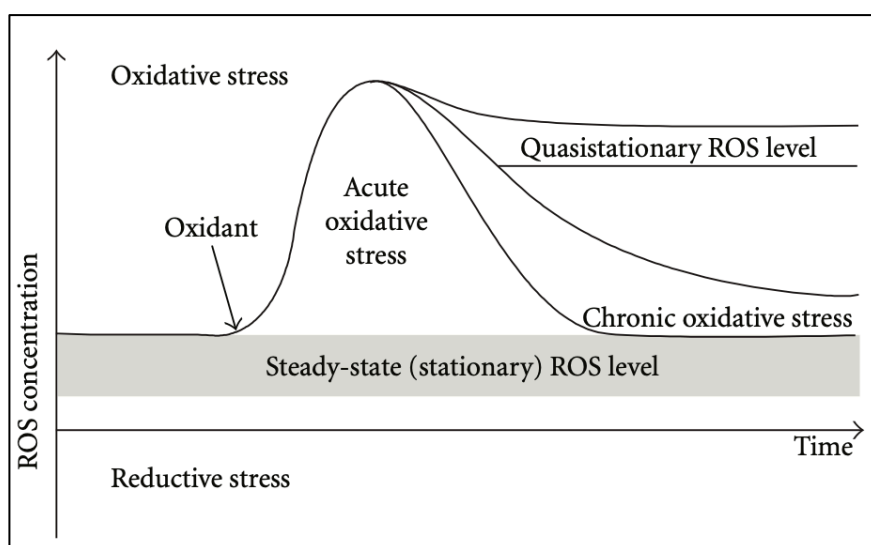 Oxidative stress
Quasistationary ROS level
Acute
oxidative
stress
Oxidant
Chronic oxidative stress
Steady-state (stationary) ROS level
ROS concentration
Time
Reductive stress